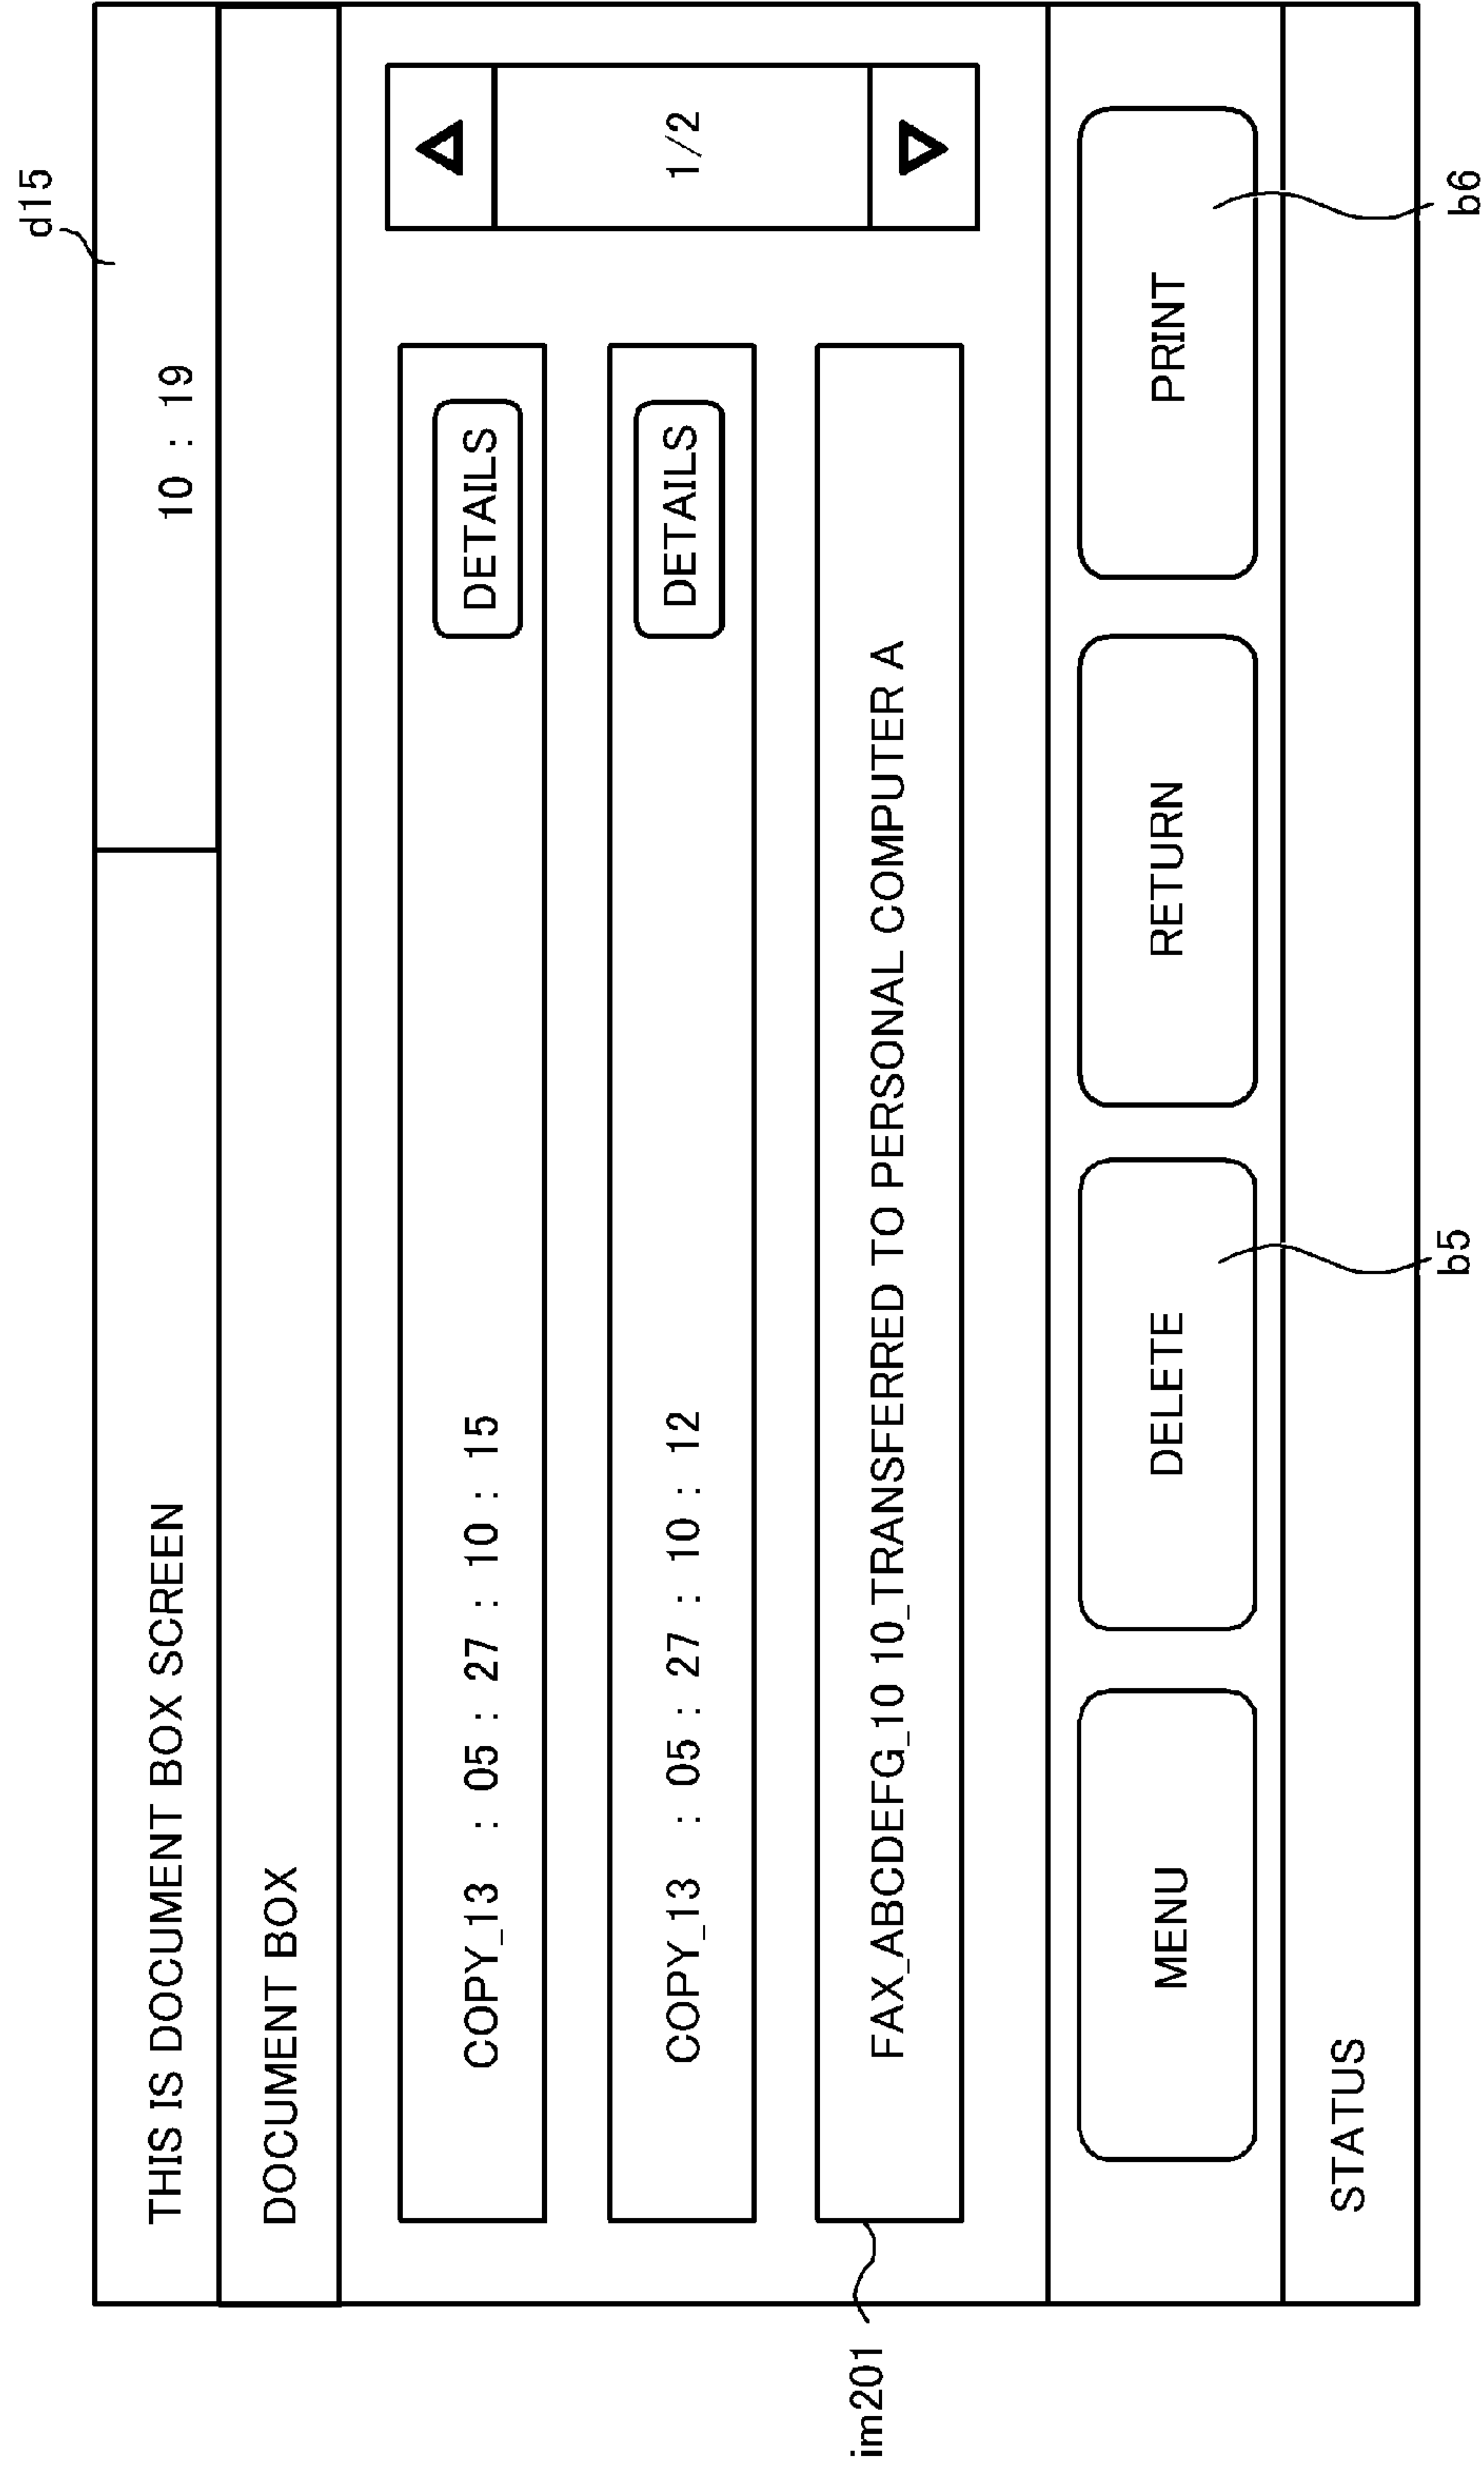 d15
THIS IS DOCUMENT BOX SCREEN
10 : 19
DOCUMENT BOX
COPY_13 : 05 : 27 : 10 : 15
DETAILS
COPY_13 : 05 : 27 : 10 : 12
DETAILS
1/2
im201
FAX_ABCDEFG_10 10_TRANSFERRED TO PERSONAL COMPUTER A
MENU
DELETE
RETURN
PRINT
STATUS
b5
b6